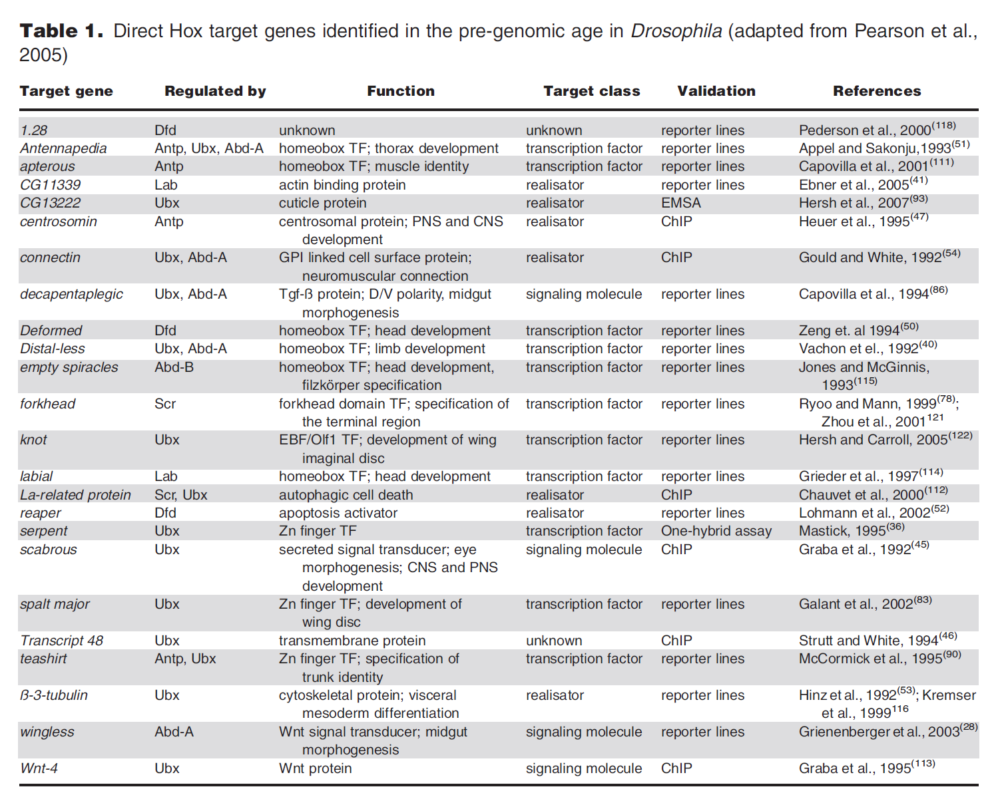 Table 1. Direct Hox target genes identified in the pre-genomic age in Drosophila (adapted from Pearson et al.,
2005)
Target gene Regulated by Function Target class Validation References
1.28 Dfd unknown unknown reporter lines Pederson et al., 2000(118)
Antennapedia Antp, Ubx, Abd-A homeobox TF; thorax development transcription factor reporter lines Appel and Sakonju,1993(51)
apterous Antp homeobox TF; muscle identity transcription factor reporter lines Capovilla et al., 2001(111)
CG11339 Lab actin binding protein realisator reporter lines Ebner et al., 2005(41)
CG13222 Ubx cuticle protein realisator EMSA Hersh et al., 2007(93)
centrosomin Antp centrosomal protein; PNS and CNS realisator ChIP Heuer et al., 1995(47)
development
connectin Ubx, Abd-A GPI linked cell surface protein; realisator ChIP Gould and White, 1992(54)
neuromuscular connection
decapentaplegic Ubx, Abd-A Tgf-ß protein; D/V polarity, midgut signaling molecule reporter lines Capovilla et al., 1994(86)
morphogenesis
Deformed Dfd homeobox TF; head development transcription factor reporter lines Zeng et. al 1994(50)
Distal-less Ubx, Abd-A homeobox TF; limb development transcription factor reporter lines Vachon et el., 1992(40)
empty spiracles Abd-B homeobox TF; head development, transcription factor reporter lines Jones and McGinnis,
filzkörper specification 1993(115)
forkhead Scr forkhead domain TF; specification of transcription factor reporter lines Ryoo and Mann, 1999(78);
the terminal region Zhou et al., 2001121
knot Ubx EBF/Olf1 TF; development of wing transcription factor reporter lines Hersh and Carroll, 2005(122)
imaginal disc
labial Lab homeobox TF; head development transcription factor reporter lines Grieder et al., 1997(114)
La-related protein Scr, Ubx autophagic cell death realisator ChIP Chauvet et al., 2000(112)
reaper Dfd apoptosis activator realisator reporter lines Lohmann et al., 2002(52)
serpent Ubx Zn finger TF transcription factor One-hybrid assay Mastick, 1995(36)
scabrous Ubx secreted signal transducer; eye signaling molecule ChIP Graba et al., 1992(45)
morphogenesis; CNS and PNS
development
spalt major Ubx Zn finger TF; development of transcription factor reporter lines Galant et al., 2002(83)
wing disc
Transcript 48 Ubx transmembrane protein unknown ChIP Strutt and White, 1994(46)
teashirt Antp, Ubx Zn finger TF; specification of transcription factor reporter lines McCormick et al., 1995(90)
trunk identity
ß-3-tubulin Ubx cytoskeletal protein; visceral realisator reporter lines Hinz et al., 1992(53); Kremser
mesoderm differentiation et al., 1999116
wingless Abd-A Wnt signal transducer; midgut signaling molecule reporter lines Grienenberger et al., 2003(28)
morphogenesis
Wnt-4 Ubx Wnt protein signaling molecule ChIP Graba et al., 1995(113)